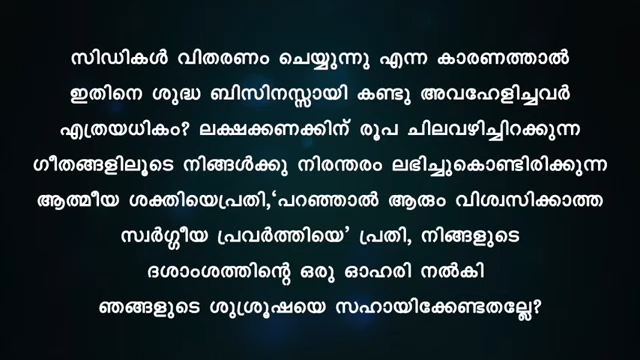 സിഡികൾ വിതരണം ചെയ്യുന്നു എന്ന കാരണത്താൽ
ഇതിനെ ശുദ്ധ ബിസിനസ്സായി കണ്ടു അവഹേളിച്ചവർ
എത്രയധികം? ലക്ഷക്കണക്കിന് രൂപ ചിലവഴിച്ചിറക്കുന്ന
ഗീതങ്ങളിലൂടെ നിങ്ങൾക്കു നിരന്തരം ലഭിച്ചുകൊണ്ടിരിക്കുന്ന
ആത്മീയ ശക്തിയെപ്രതി,‘പറഞ്ഞാൽ ആരും വിശ്വസിക്കാത്ത
സ്വർഗ്ഗീയ പ്രവർത്തിയെ’ പ്രതി, നിങ്ങളുടെ
ദശാംശത്തിന്റെ ഒരു ഓഹരി നൽകി
ഞങ്ങളുടെ ശുശ്രൂഷയെ സഹായിക്കേണ്ടതല്ലേ?